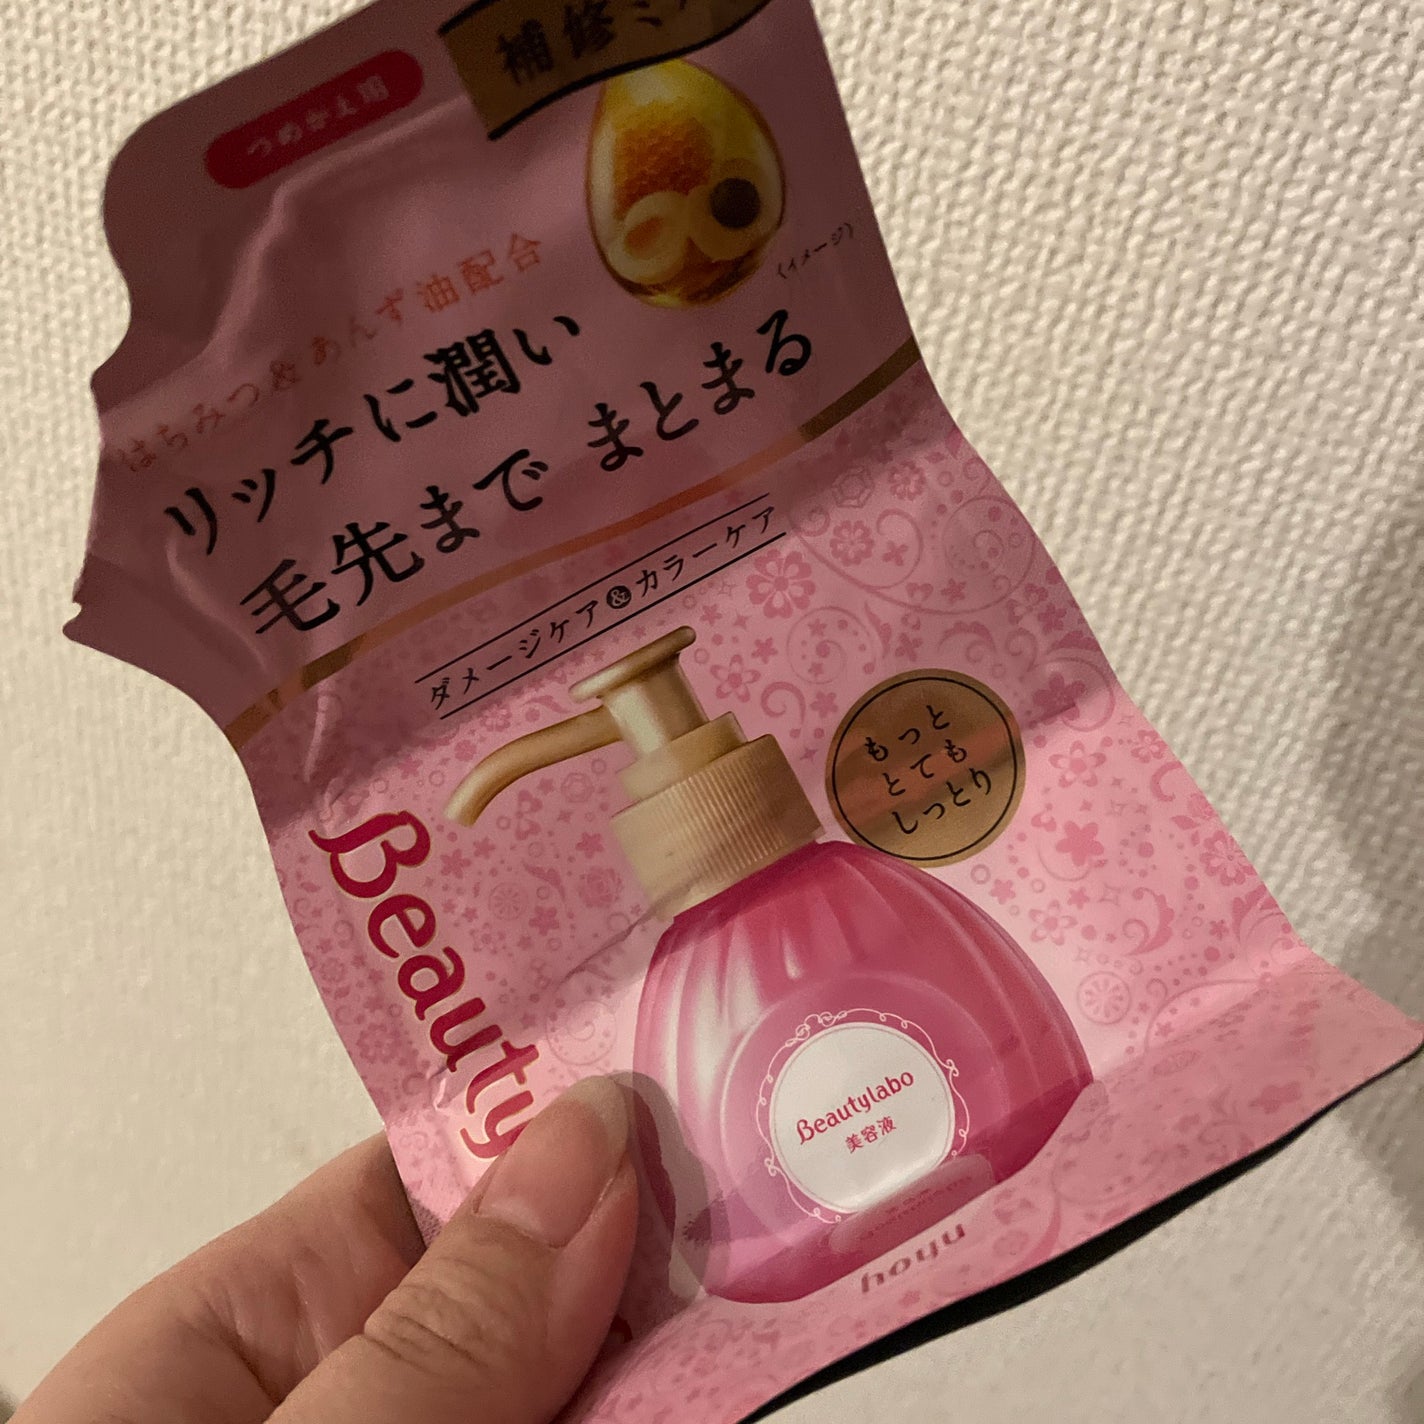 補修
つめかえ用
(イメージ)
はちみつ&あんず油配合
リッチに潤い
毛先まで まとまる
ダメージケア&カラーケア
もっと
とても
しっとり
Beauty
Beautylabo
美容液
hoyu